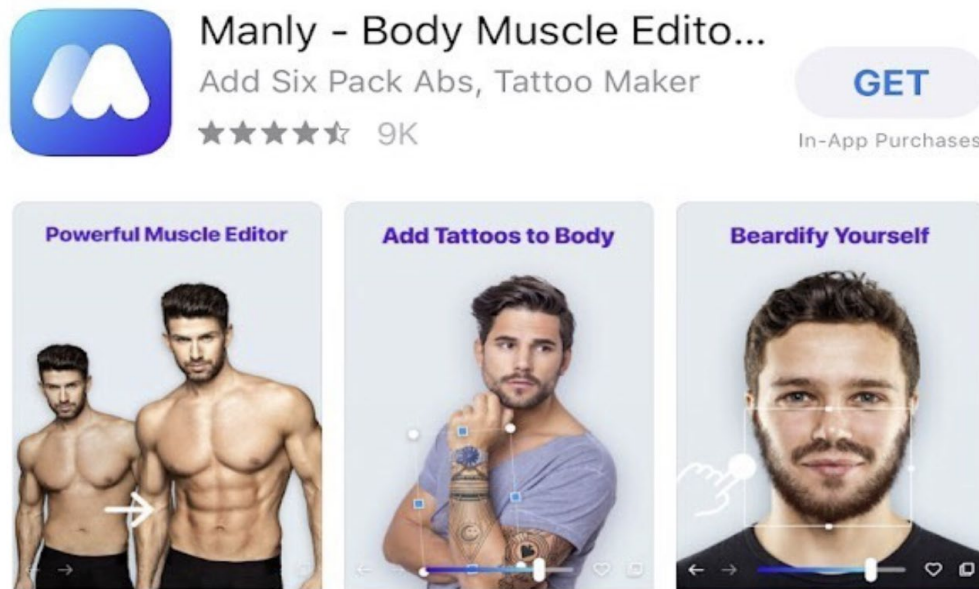 Manly - Body Muscle Edito...
Add Six Pack Abs, Tattoo Maker
GET
9K
In-App Purchases
Powerful Muscle Editor
Add Tattoos to Body
Beardify Yourself